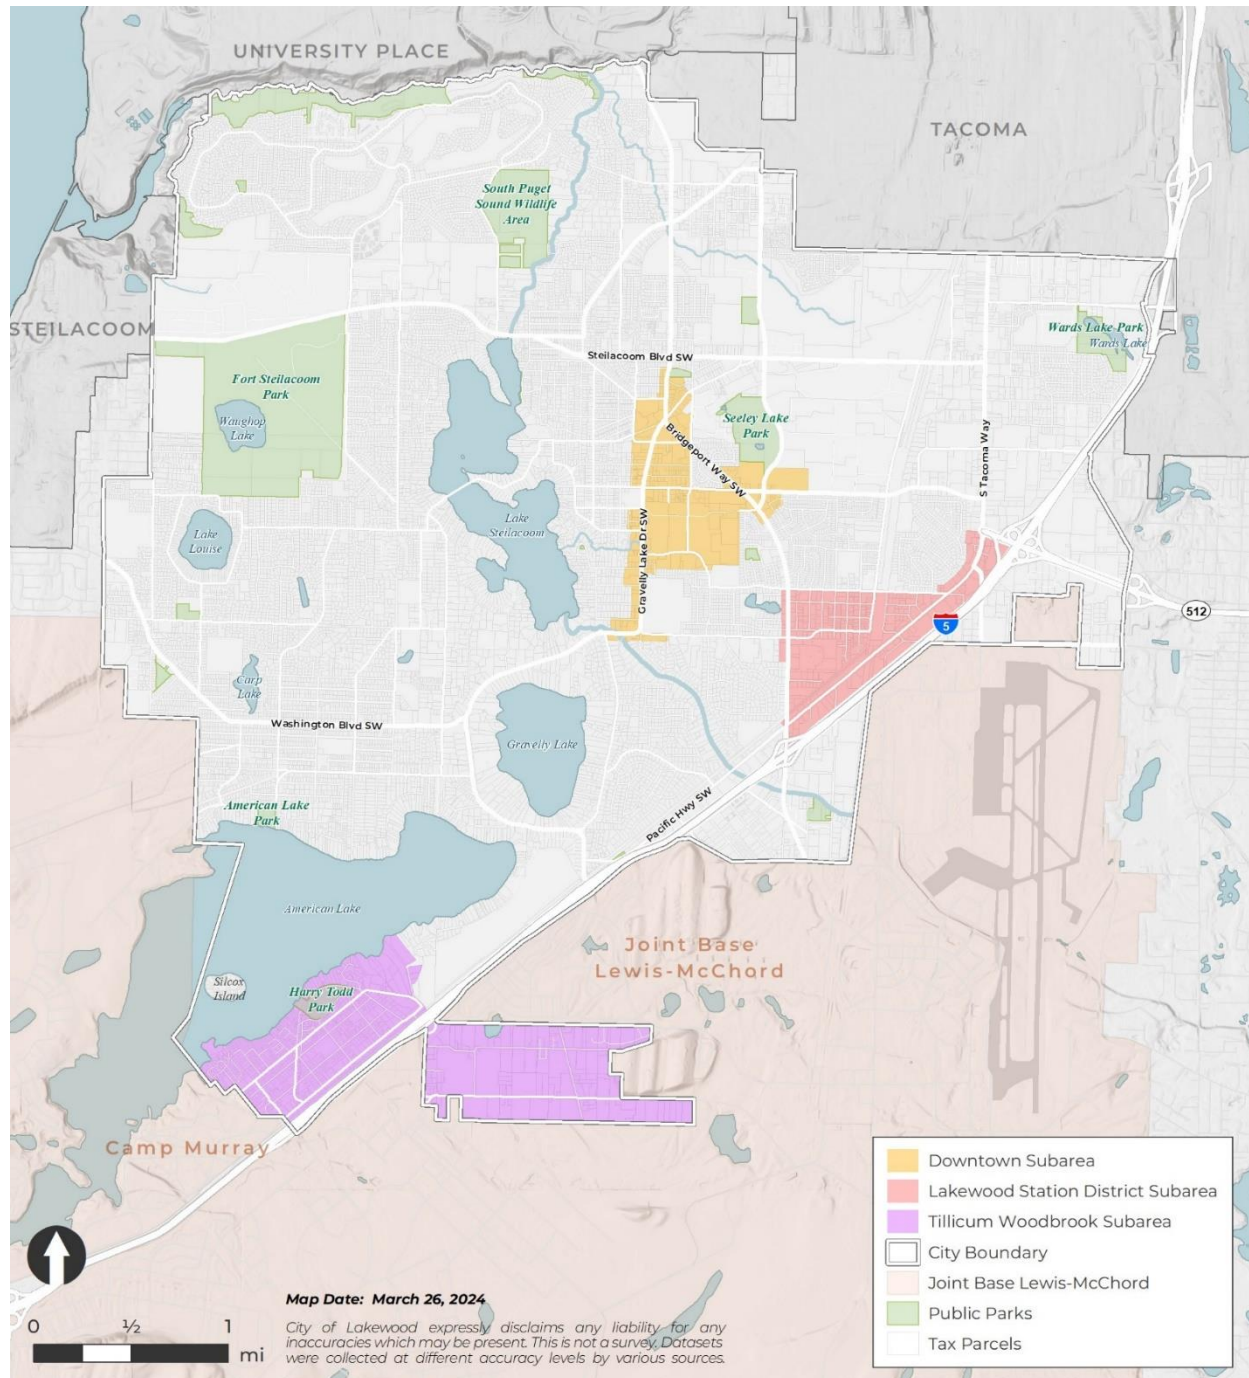 UNIVERSITY PLACE
TACOMA
South Puget
Sound Wildlife
Area
STEILACOOM
Wards Lake Park
Wards Lake
Steilacoom Blvd SW
Fort Steilacoom
Park
Waughop
Lake
Seeley Lake
Park
Bridgeport Way SW
S Tacoma Way
Lake
Steilacoom
Lake
Louise
Gravelly Lake Dr SW
512
5
Carp
Lake
Washington Blvd SW
Gravelly Lake
American Lake
Park
Pacific Hwy SW
American Lake
Joint Base
Lewis-McChord
Silcox
Island
Harry Todd
Park
Camp Murray
Downtown Subarea
Lakewood Station District Subarea
Tillicum Woodbrook Subarea
City Boundary
Joint Base Lewis-McChord
Public Parks
Tax Parcels
Map Date: March 26, 2024
City of Lakewood expressly disclaims any liability for any
inaccuracies which may be present. This is not a survey. Datasets
were collected at different accuracy levels by various sources.
0 ½ 1
mi